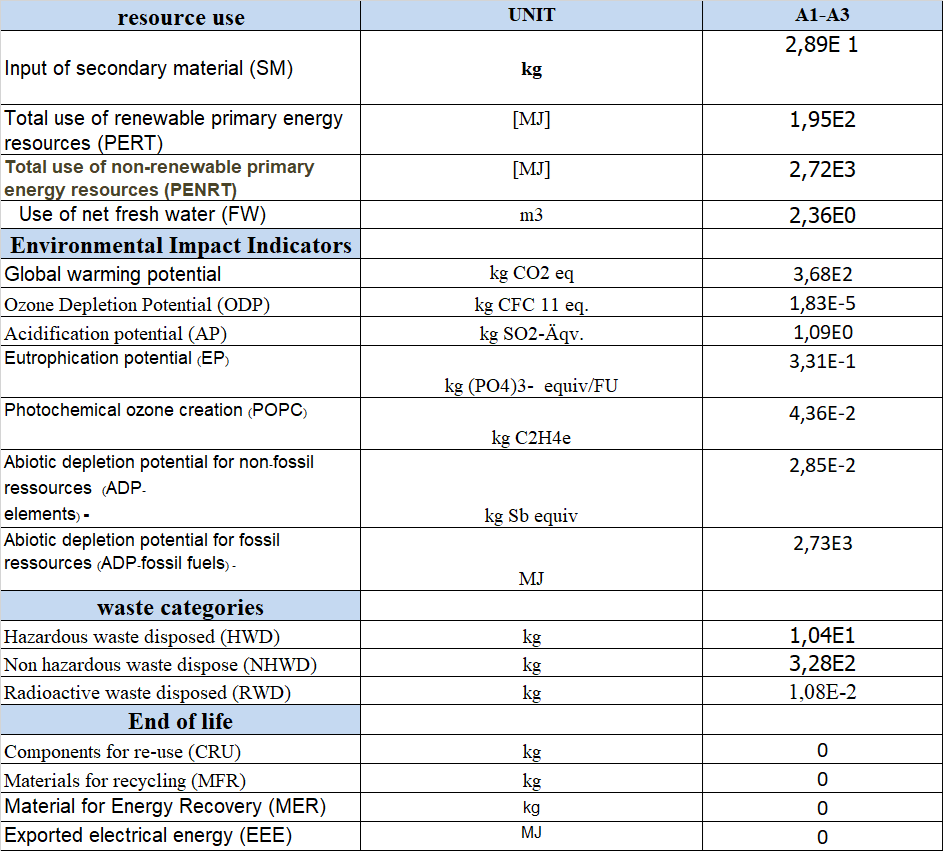 resource use UNIT A1-A3
Input of secondary material (SM) kg 2,89E 1
Total use of renewable primary energy
resources (PERT) [MJ] 1,95E2
Total use of non-renewable primary
energy resources (PENRT) [MJ] 2,72E3
Use of net fresh water (FW) m3 2,36E0
Environmental Impact Indicators
Global warming potential kg CO2 eq 3,68E2
Ozone Depletion Potential (ODP) kg CFC 11 eq. 1,83E-5
Acidification potential (AP) kg SO2-Äqv. 1,09E0
Eutrophication potential (EP) 3,31E-1
kg (PO4)3- equiv/FU
Photochemical ozone creation (POPC) 4,36E-2
kg C2H4e
Abiotic depletion potential for non-fossil 2,85E-2
ressources (ADP-
elements) - kg Sb equiv
Abiotic depletion potential for fossil 2,73E3
ressources (ADP-fossil fuels) -
MJ
waste categories
Hazardous waste disposed (HWD) kg 1,04E1
Non hazardous waste dispose (NHWD) kg 3,28E2
Radioactive waste disposed (RWD) kg 1,08E-2
End of life
Components for re-use (CRU) kg 0
Materials for recycling (MFR) kg 0
Material for Energy Recovery (MER) kg 0
Exported electrical energy (EEE) MJ 0